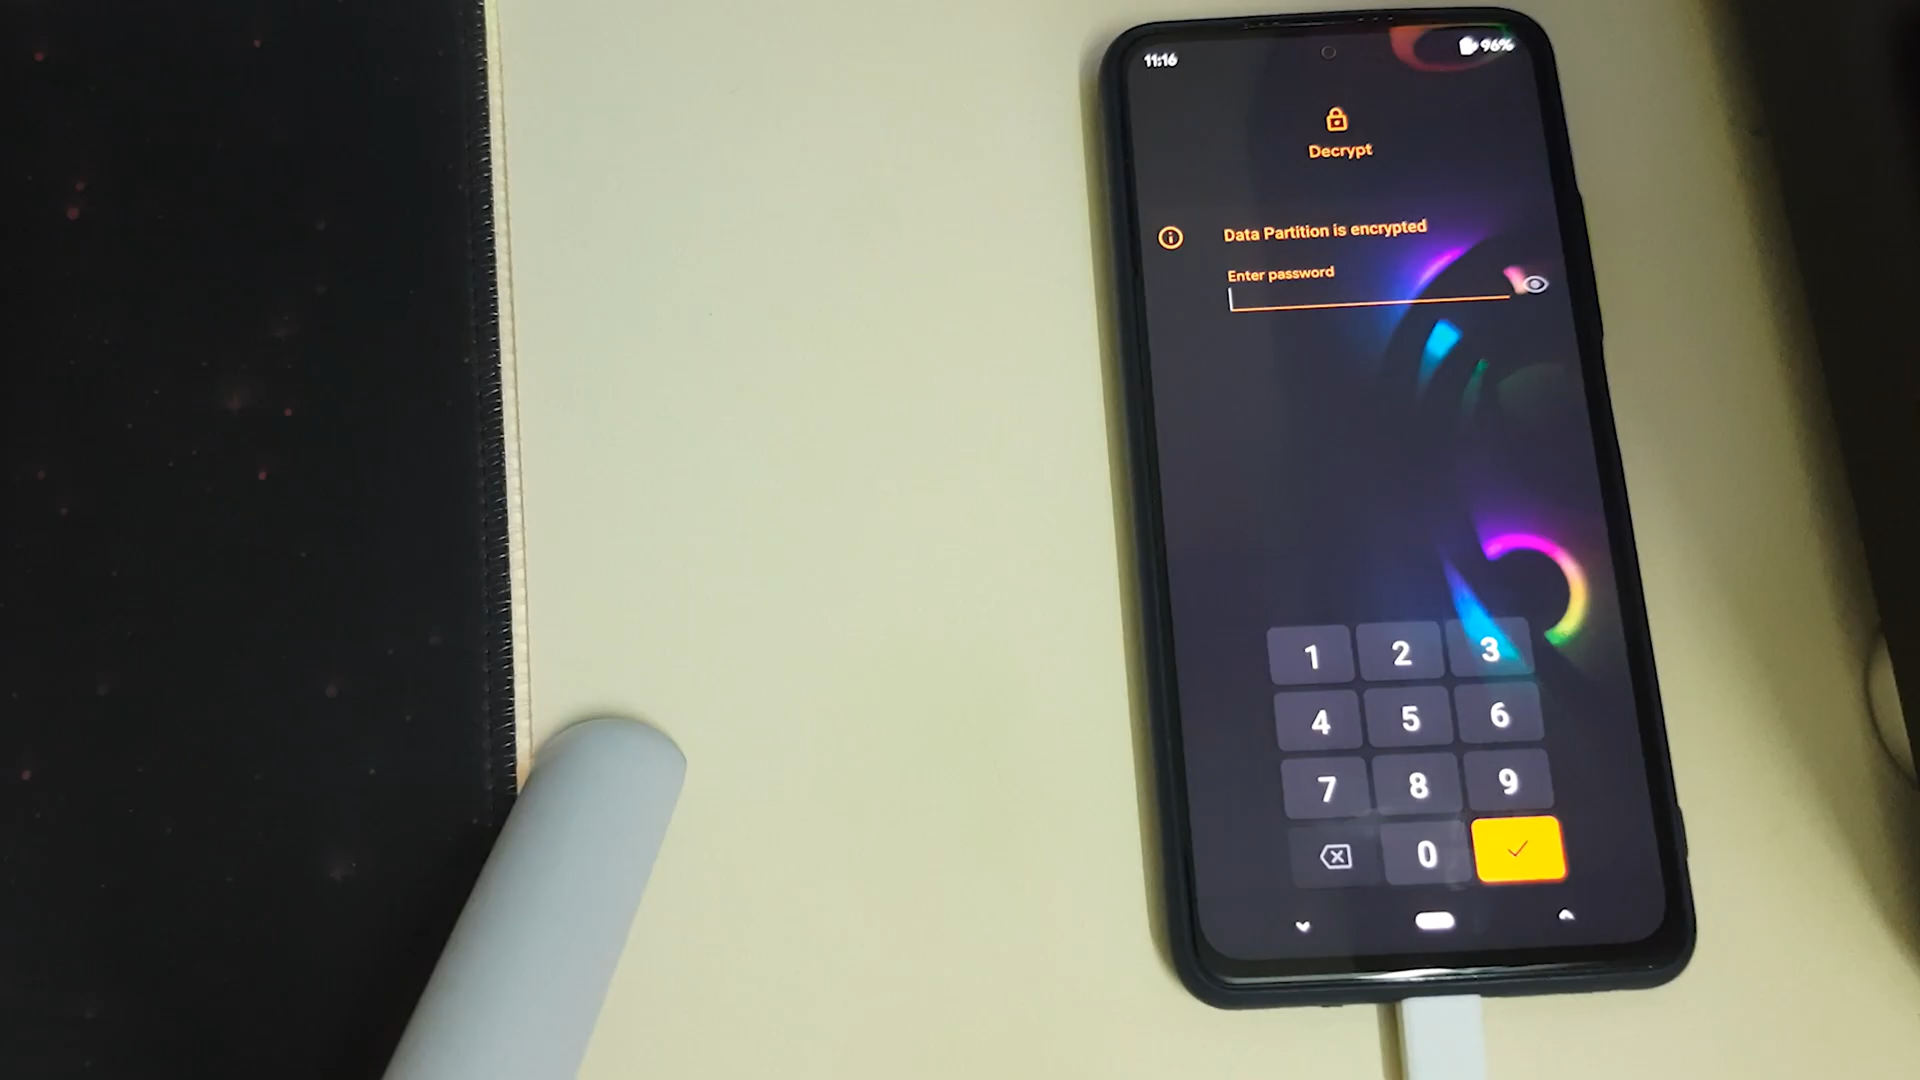 11:16
96%
Decrypt
Data Partition is encrypted
Enter password
1 2 3
4 5 6
7 8 9
0